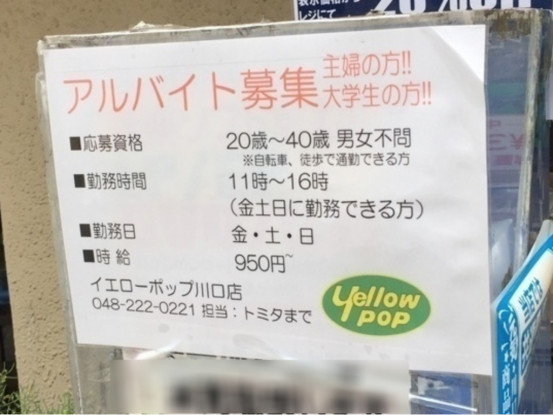 レジにて
アルバイト募集 主婦の方!!
大学生の方!!
■応募資格 20歳〜40歳 男女不問
※自転車、徒歩で通勤できる方
■勤務時間 11時〜16時
(金土日に勤務できる方)
■勤務日 金・土・日
■時給 950円〜
イエローポップ川口店
048-222-0221 担当:トミタまで
Yellow
POP